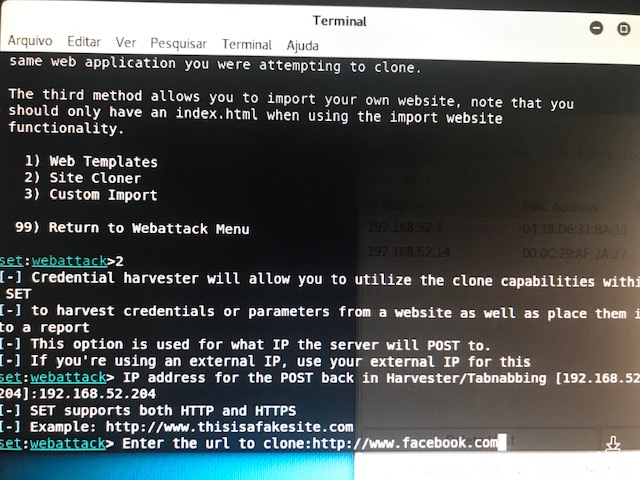 Terminal
Arquivo Editar Ver Pesquisar Terminal Ajuda
same web application you were attempting to clone.
The third method allows you to import your own website, note that you
should only have an index.html when using the import website
functionality.
1) Web Templates
2) Site Cloner
3) Custom Import
99) Return to Webattack Menu
set:webattack>2
[-] Credential harvester will allow you to utilize the clone capabilities withi
SET
[-] to harvest credentials or parameters from a website as well as place them i
to a report
[-] This option is used for what IP the server will POST to.
[-] If you're using an external IP, use your external IP for this
set:webattack> IP address for the POST back in Harvester/Tabnabbing [192.168.52
204]:192.168.52.204
[-] SET supports both HTTP and HTTPS
[-] Example: http://www.thisisafakesite.com
set:webattack> Enter the url to clone:http://www.facebook.com
MAC Address
192.168.52.1 04:18:D6:31:BA:11
192.168.52.14 00:0C:29:AF:2A:77